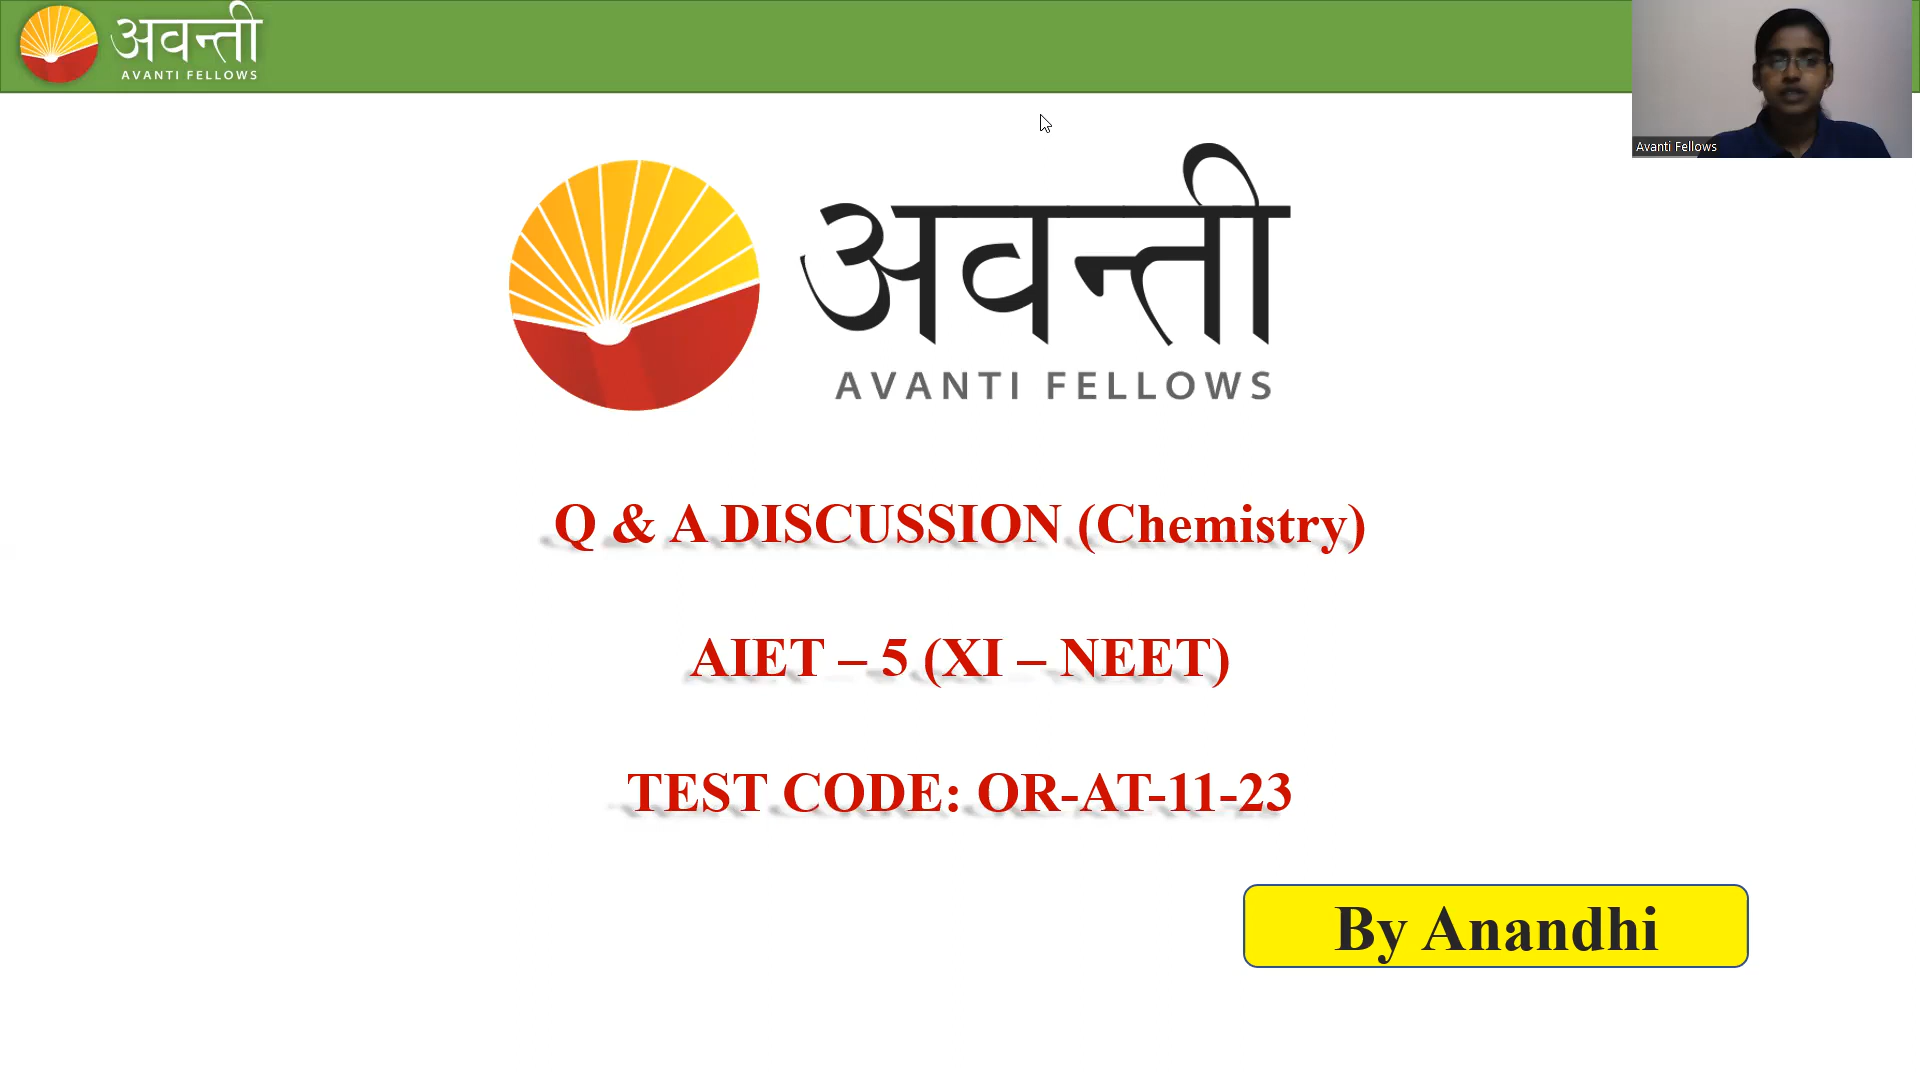 अवन्ती
AVANTI FELLOWS
Avanti Fellows
अवन्ती
AVANTI FELLOWS
Q & A DISCUSSION (Chemistry)
AIET – 5 (XI – NEET)
TEST CODE: OR-AT-11-23
By Anandhi